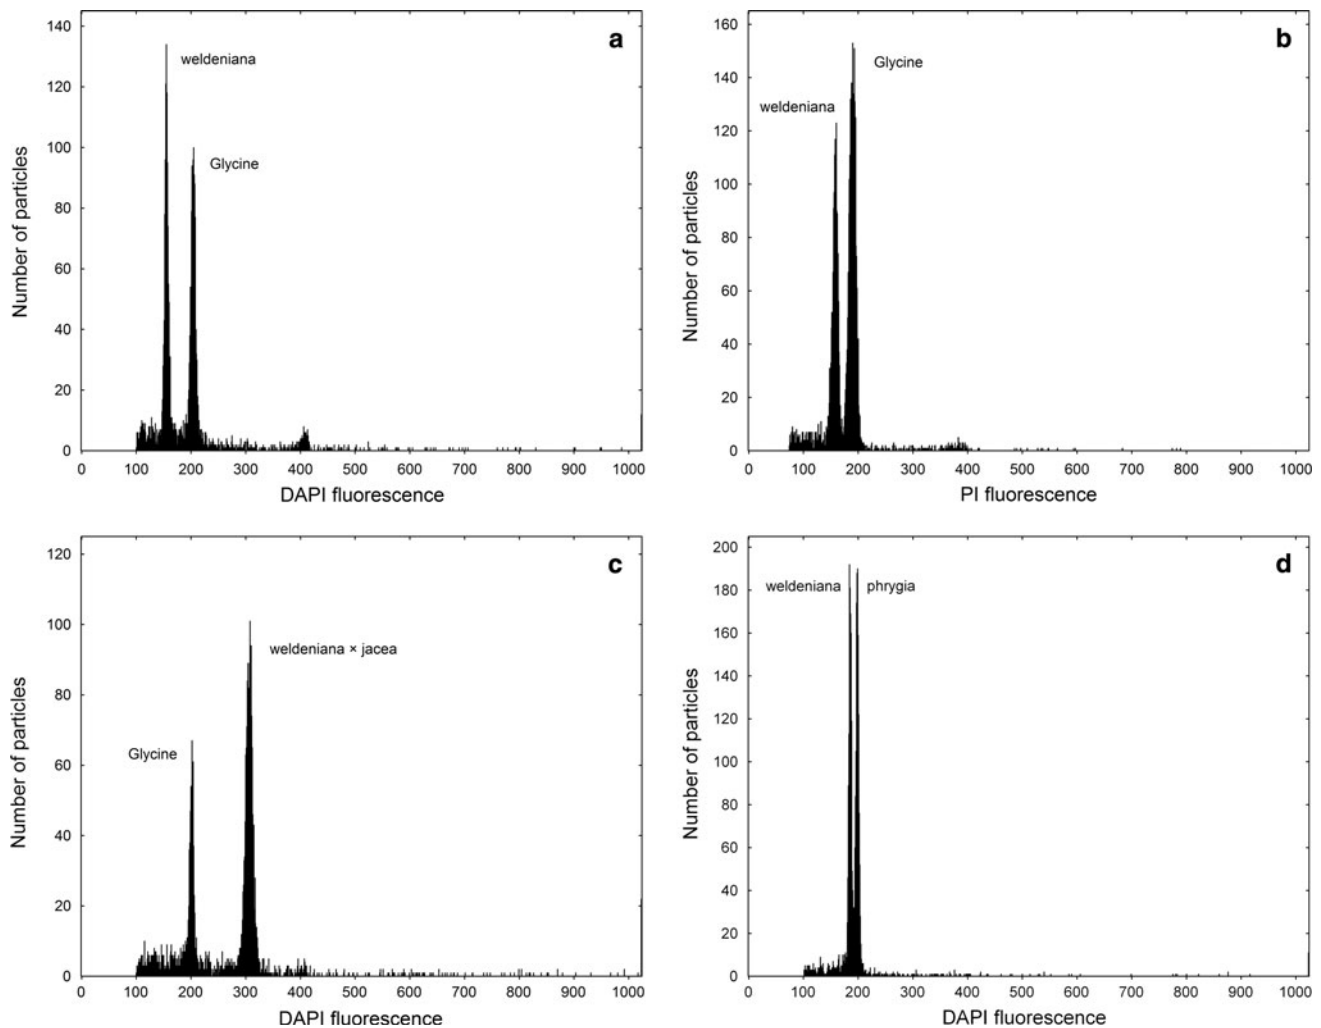 a
140
120
100
80
60
40
20
0
Number of particles
weldeniana
Glycine
0 100 200 300 400 500 600 700 800 900 1000
DAPI fluorescence
b
160
140
120
160
80
60
40
20
0
Number of particles
weldeniana
Glycine
0 100 200 300 400 500 600 700 800 900 1000
PI fluorescence
c
120
100
80
60
40
20
0
Number of particles
Glycine
weldeniana × jacea
0 100 200 300 400 500 600 700 800 900 1000
DAPI fluorescence
d
200
180
160
140
120
100
80
60
40
20
0
Number of particles
weldeniana
phrygia
0 100 200 300 400 500 600 700 800 900 1000
DAPI fluorescence